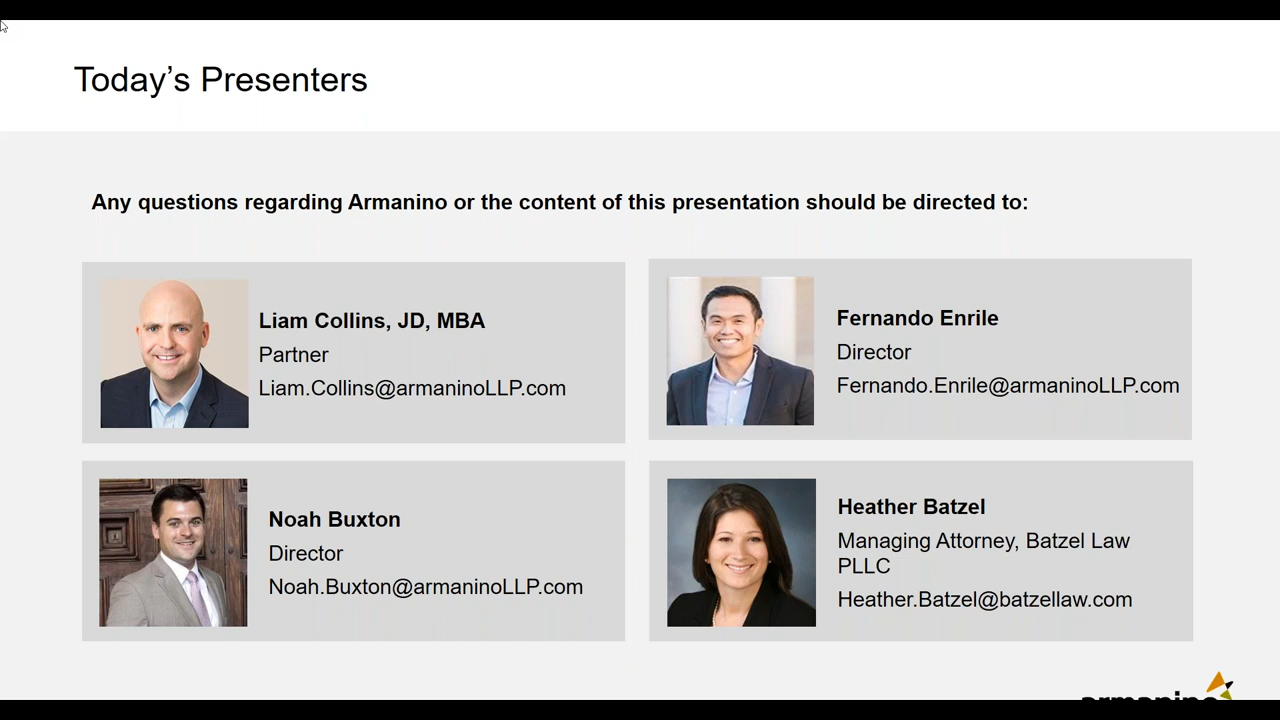 Today’s Presenters
Any questions regarding Armanino or the content of this presentation should be directed to:
Liam Collins, JD, MBA
Partner
Liam.Collins@armaninoLLP.com
Fernando Enrile
Director
Fernando.Enrile@armaninoLLP.com
Noah Buxton
Director
Noah.Buxton@armaninoLLP.com
Heather Batzel
Managing Attorney, Batzel Law
PLLC
Heather.Batzel@batzellaw.com
armanino